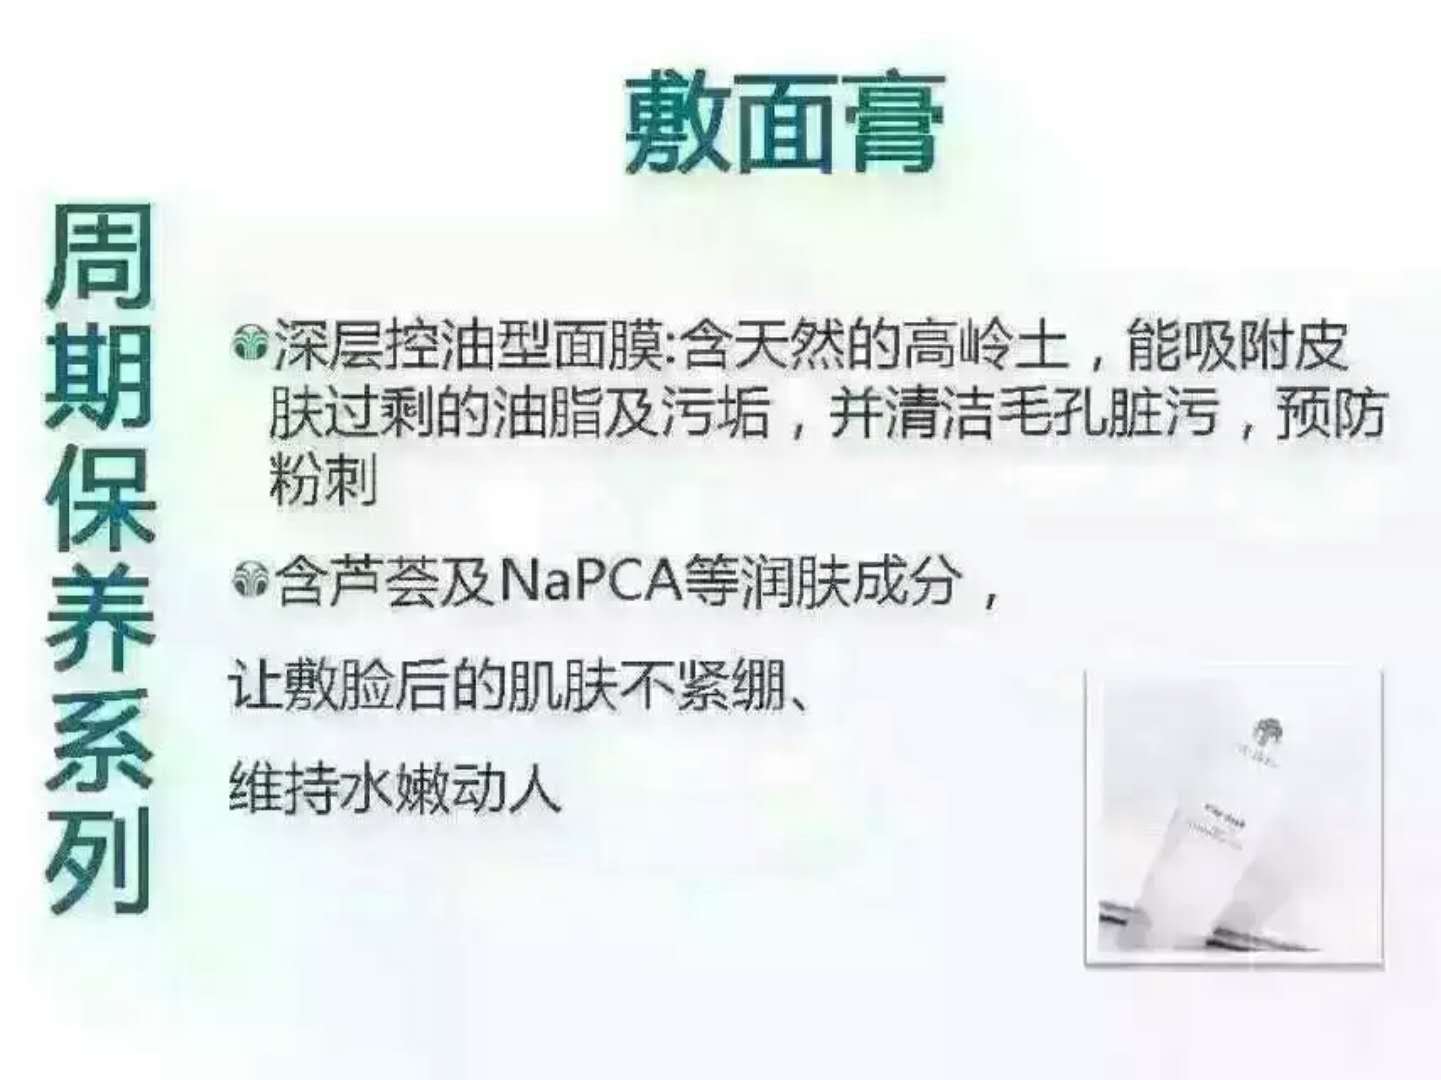 敷面膏
周期保养系列
深层控油型面膜:含天然的高岭土，能吸附皮
肤过剩的油脂及污垢，并清洁毛孔脏污，预防
粉刺
含芦荟及NaPCA等润肤成分，
让敷脸后的肌肤不紧绷、
维持水嫩动人